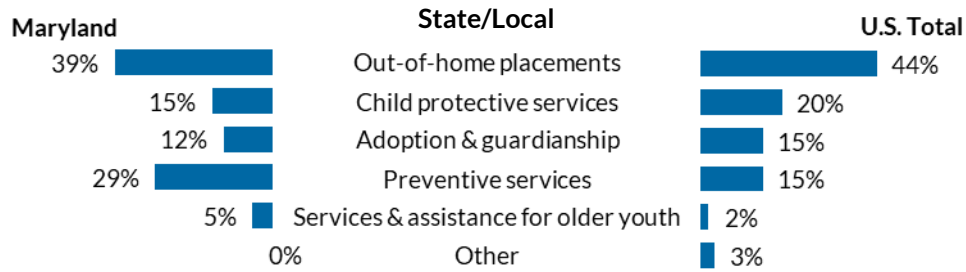 State/Local
Maryland U.S. Total
39% Out-of-home placements 44%
15% Child protective services 20%
12% Adoption & guardianship 15%
29% Preventive services 15%
5% Services & assistance for older youth 2%
0% Other 3%